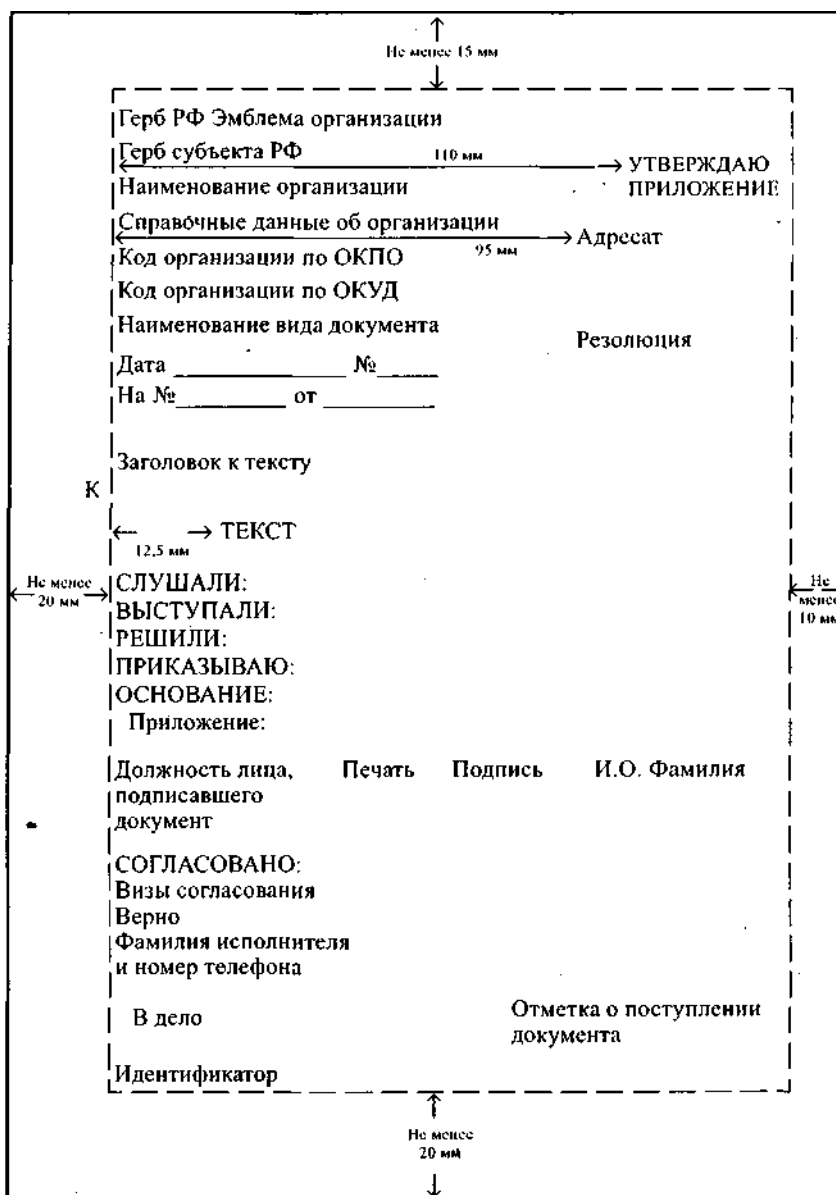 Не менее 15 мм
Герб РФ Эмблема организации
Герб субъекта РФ 110 мм УТВЕРЖДАЮ
Наименование организации ПРИЛОЖЕНИЕ
Справочные данные об организации
95 мм Адресат
Код организации по ОКПО
Код организации по ОКУД
Наименование вида документа
Резолюция
Дата № 
На № от
Заголовок к тексту
К
ТЕКСТ
12,5 мм
Не менее
20 мм
СЛУШАЛИ:
ВЫСТУПАЛИ:
РЕШИЛИ:
ПРИКАЗЫВАЮ:
ОСНОВАНИЕ:
Приложение:
Не
менее
10 мм
Должность лица, Печать Подпись И.О. Фамилия
подписавшего
документ
СОГЛАСОВАНО:
Визы согласования
Верно
Фамилия исполнителя
и номер телефона
В дело
Отметка о поступлении
документа
Идентификатор
Не менее
20 мм